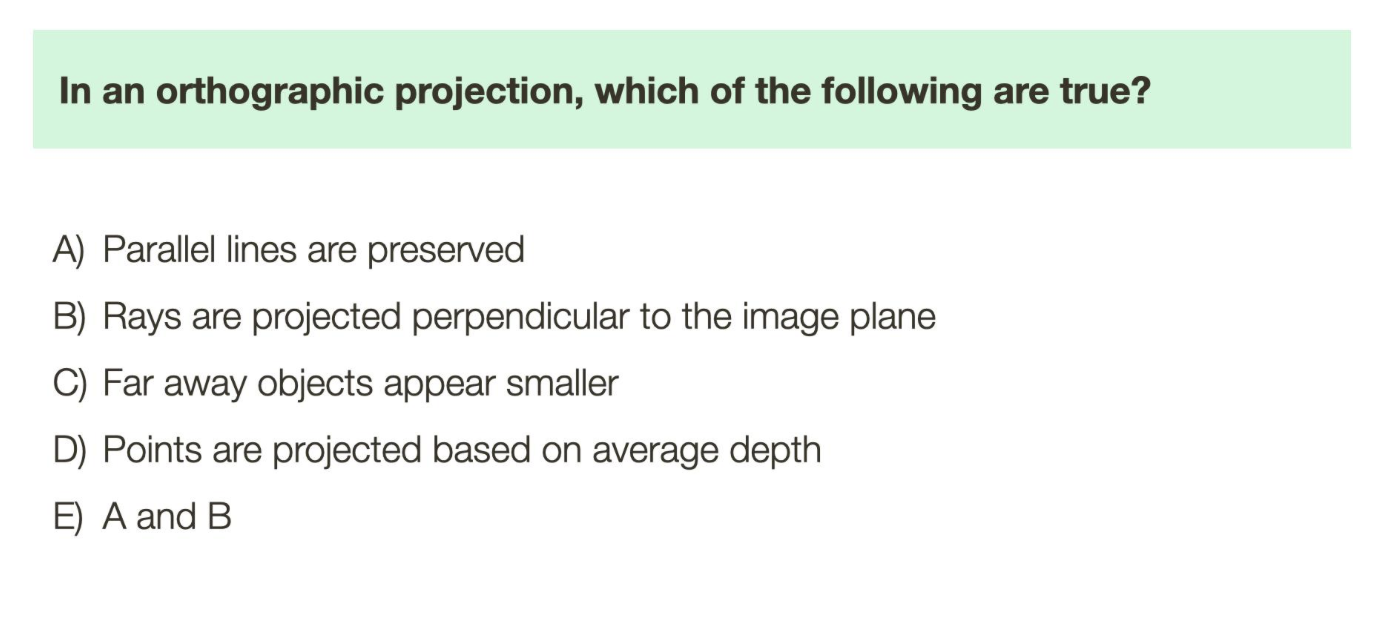 In an orthographic projection, which of the following are true?
A) Parallel lines are preserved
B) Rays are projected perpendicular to the image plane
C) Far away objects appear smaller
D) Points are projected based on average depth
E) A and B